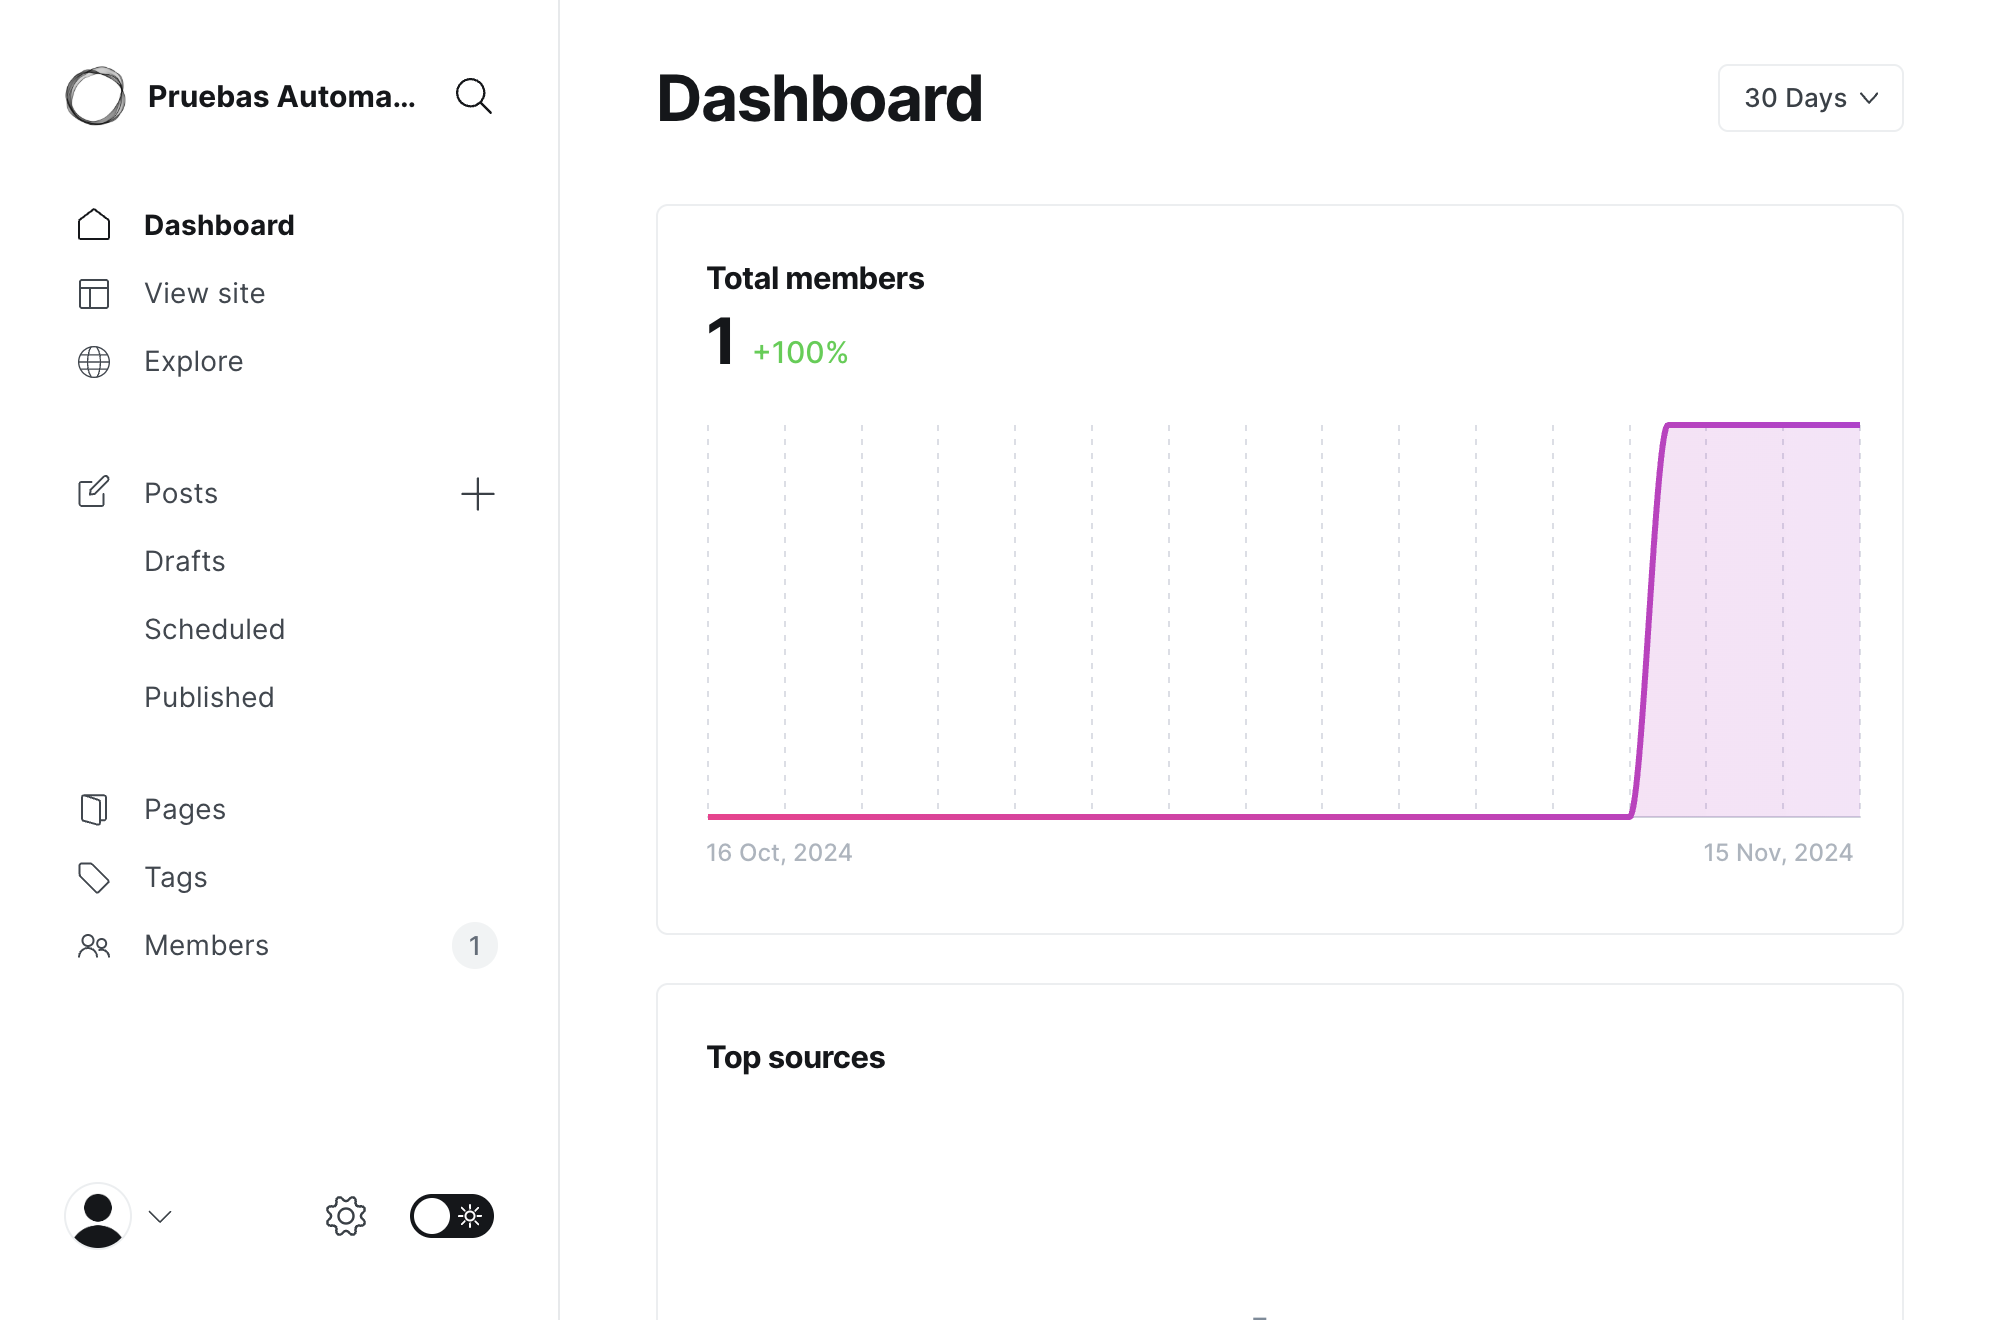 Pruebas Automa...
Dashboard
View site
Explore
Posts
Drafts
Scheduled
Published
Pages
Tags
Members
1
Dashboard
30 Days
Total members
1 +100%
16 Oct, 2024
15 Nov, 2024
Top sources